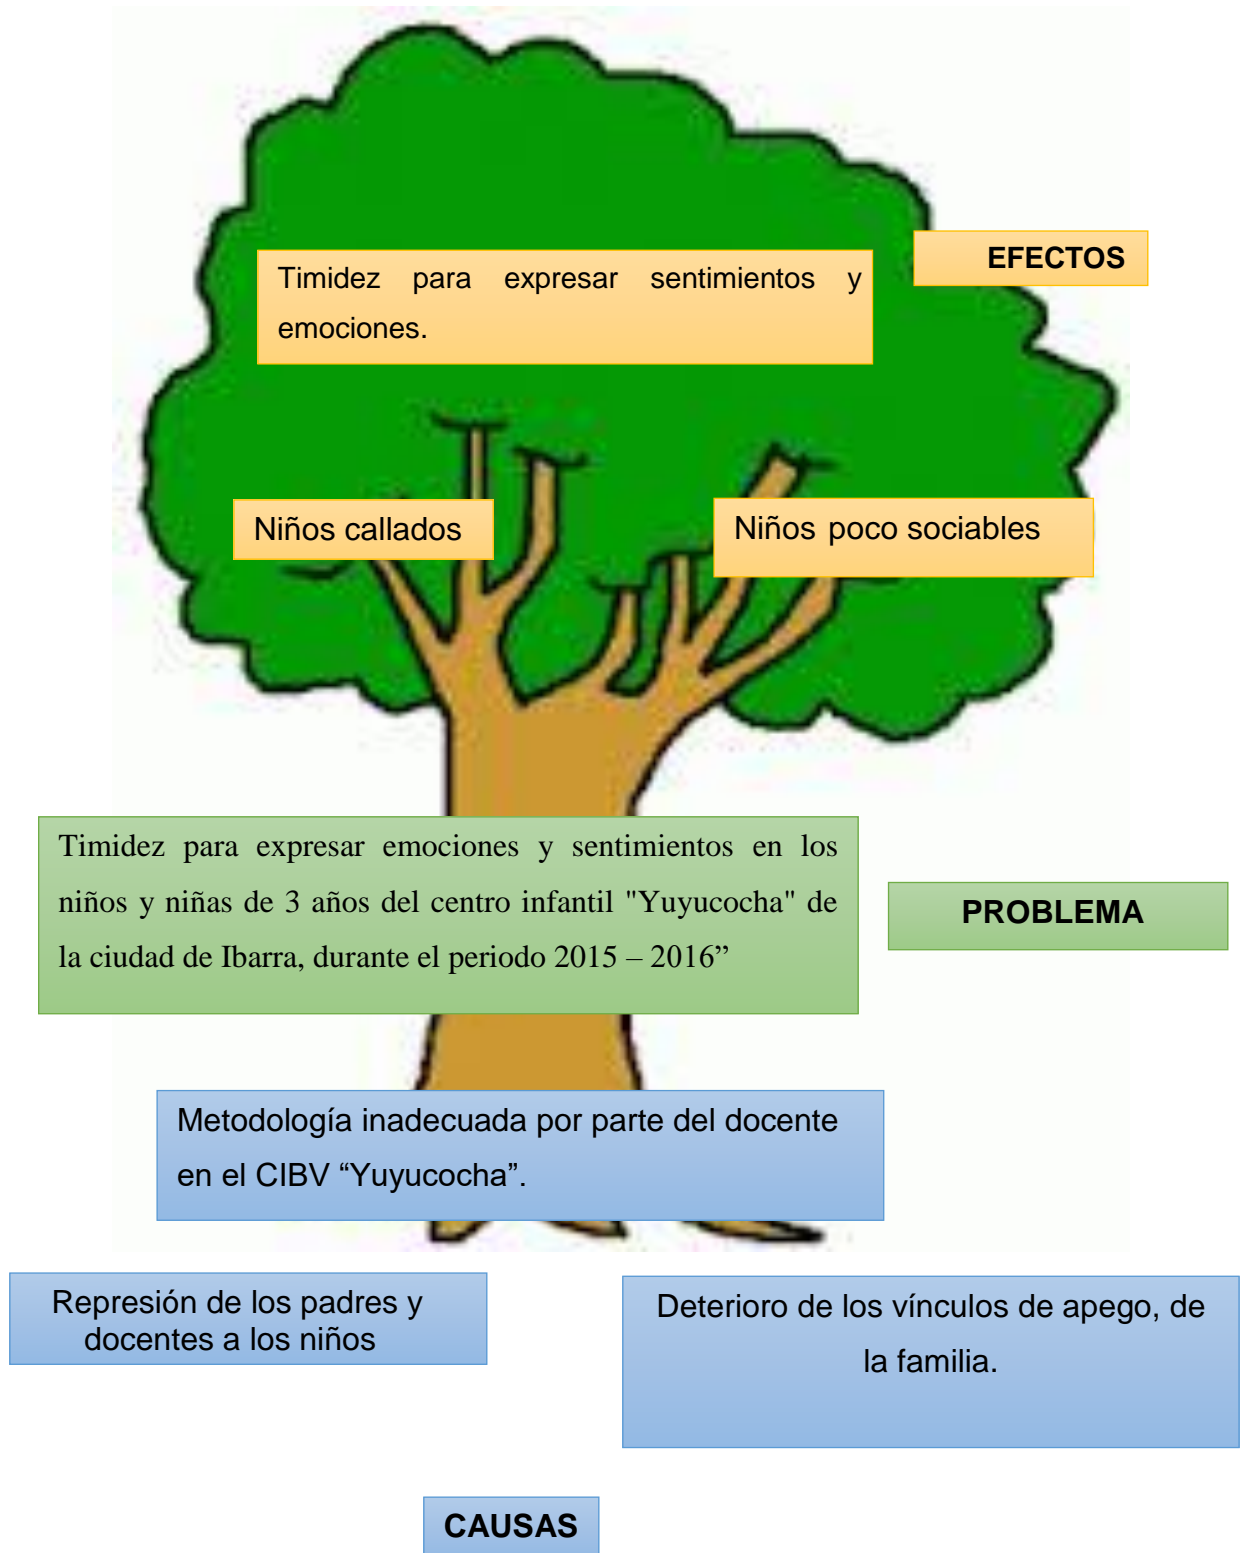 EFECTOS
Timidez para expresar sentimientos y
emociones.
Niños callados
Niños poco sociables
Timidez para expresar emociones y sentimientos en los
niños y niñas de 3 años del centro infantil "Yuyucocha" de
la ciudad de Ibarra, durante el periodo 2015 – 2016”
PROBLEMA
Metodología inadecuada por parte del docente
en el CIBV “Yuyucocha”.
Represión de los padres y
docentes a los niños
Deterioro de los vínculos de apego, de
la familia.
CAUSAS